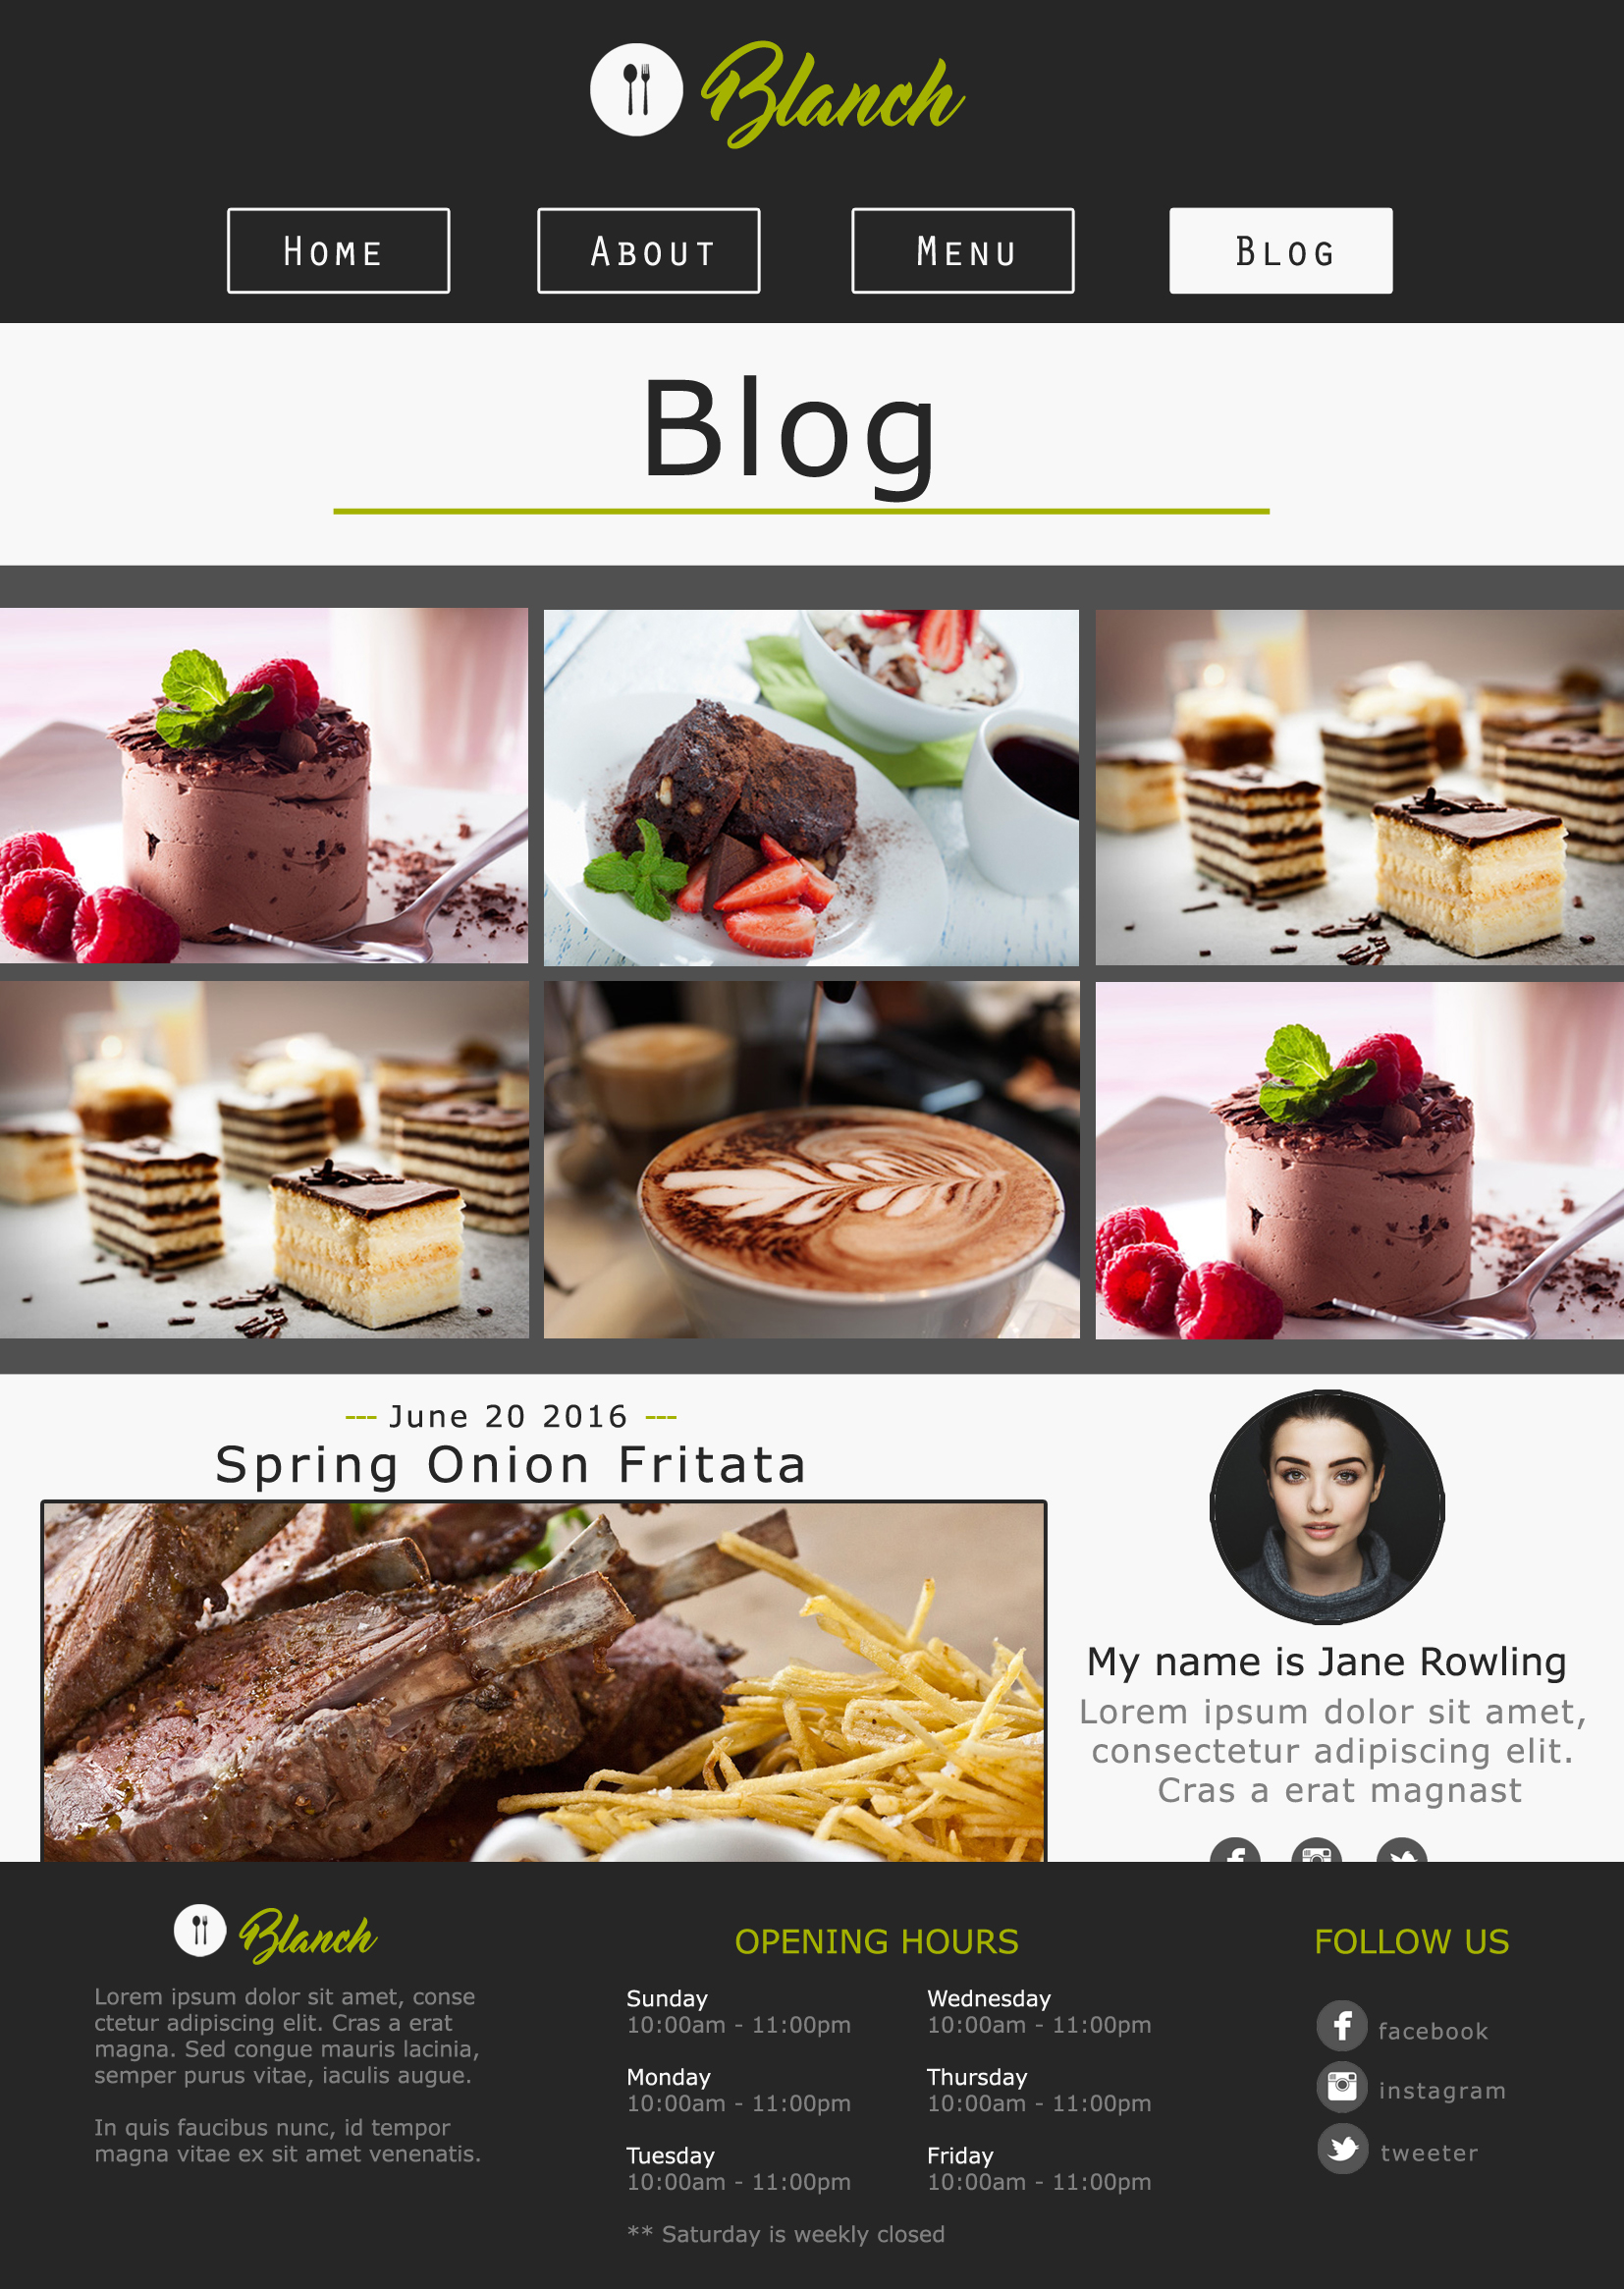 Blanch
Home
About
Menu
Blog
Blog
--- June 20 2016 ---
Spring Onion Fritata
My name is Jane Rowling
Lorem ipsum dolor sit amet,
consectetur adipiscing elit.
Cras a erat magnast
Blanch
Lorem ipsum dolor sit amet, conse
ctetur adipiscing elit. Cras a erat
magna. Sed congue mauris lacinia,
semper purus vitae, iaculis augue.
In quis faucibus nunc, id tempor
magna vitae ex sit amet venenatis.
OPENING HOURS
Sunday
10:00am - 11:00pm
Monday
10:00am - 11:00pm
Tuesday
10:00am - 11:00pm
Wednesday
10:00am - 11:00pm
Thursday
10:00am - 11:00pm
Friday
10:00am - 11:00pm
** Saturday is weekly closed
FOLLOW US
facebook
instagram
tweeter